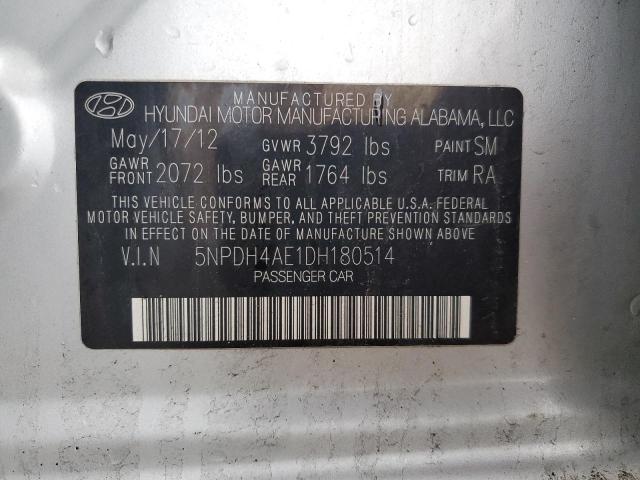 MANUFACTURED BY
HYUNDAI MOTOR MANUFACTURING ALABAMA, LLC
May/17/12 GVWR 3792 lbs PAINT SM
GAWR FRONT 2072 lbs GAWR REAR 1764 lbs TRIM RA
THIS VEHICLE CONFORMS TO ALL APPLICABLE U.S.A. FEDERAL
MOTOR VEHICLE SAFETY, BUMPER, AND THEFT PREVENTION STANDARDS
IN EFFECT ON THE DATE OF MANUFACTURE SHOWN ABOVE.
V.I.N 5NPDH4AE1DH180514
PASSENGER CAR